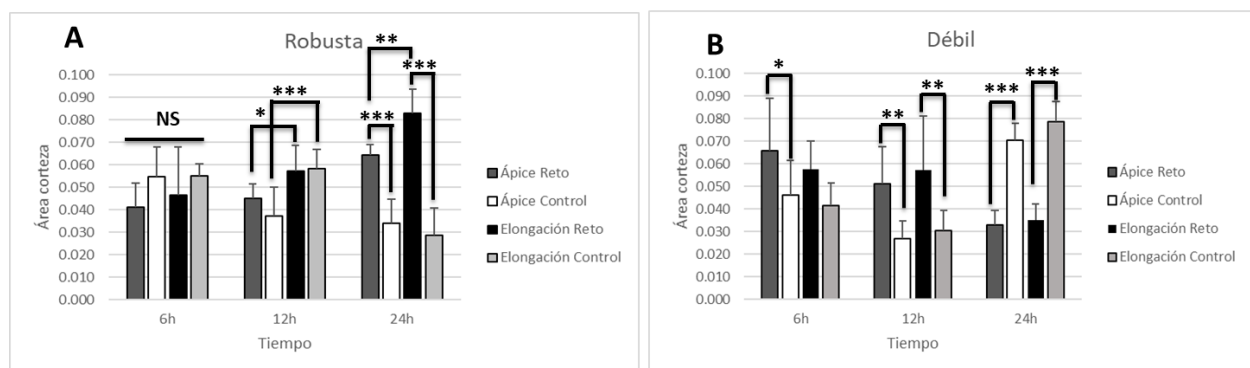 A
Robusta
Área corteza
0.100
0.090
0.080
0.070
0.060
0.050
0.040
0.030
0.020
0.010
0.000
NS
*
***
**
***
***
6h
12h
24h
Tiempo
Ápice Reto
Ápice Control
Elongación Reto
Elongación Control
B
Débil
Área corteza
0.100
0.090
0.080
0.070
0.060
0.050
0.040
0.030
0.020
0.010
0.000
*
**
**
***
***
6h
12h
24h
Tiempo
Ápice Reto
Ápice Control
Elongación Reto
Elongación Control